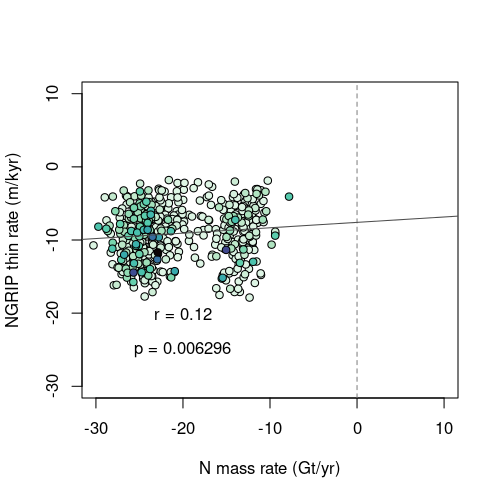 10
0
-10
-20
-30
NGRIP thin rate (m/kyr)
r = 0.12
p = 0.006296
-30 -20 -10 0 10
N mass rate (Gt/yr)